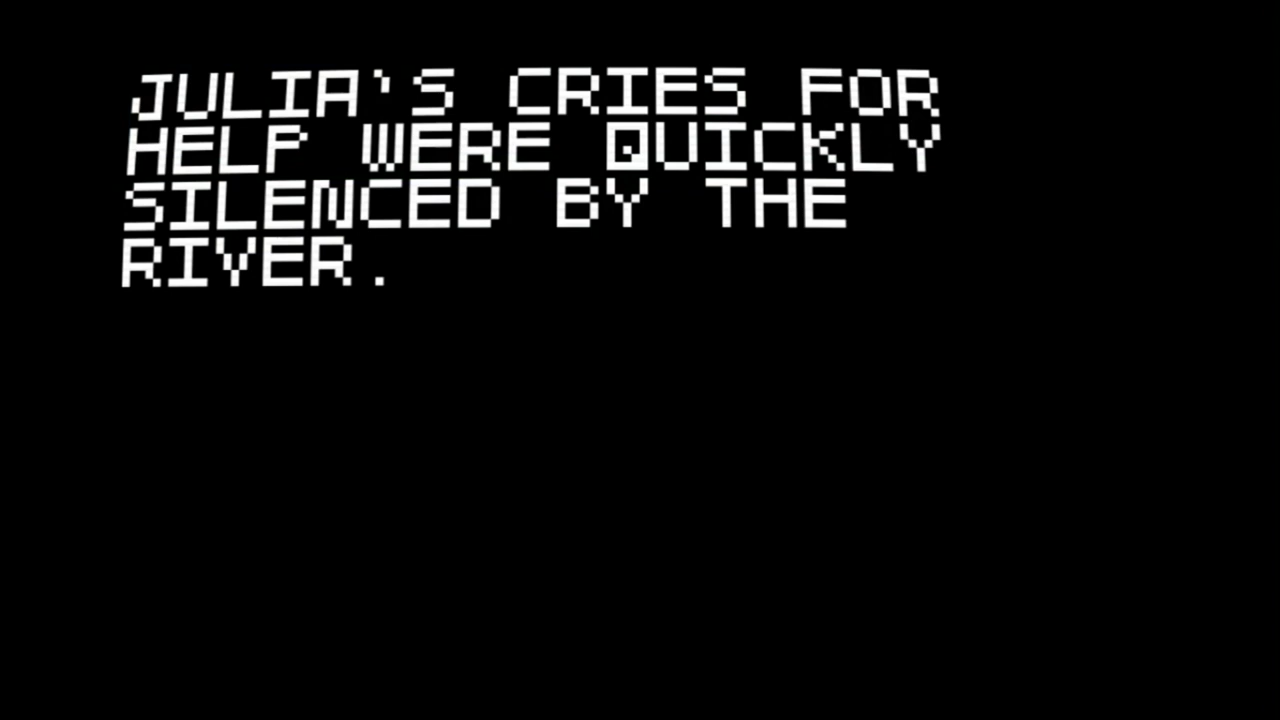 JULIA'S CRIES FOR
HELP WERE QUICKLY
SILENCED BY THE
RIVER.